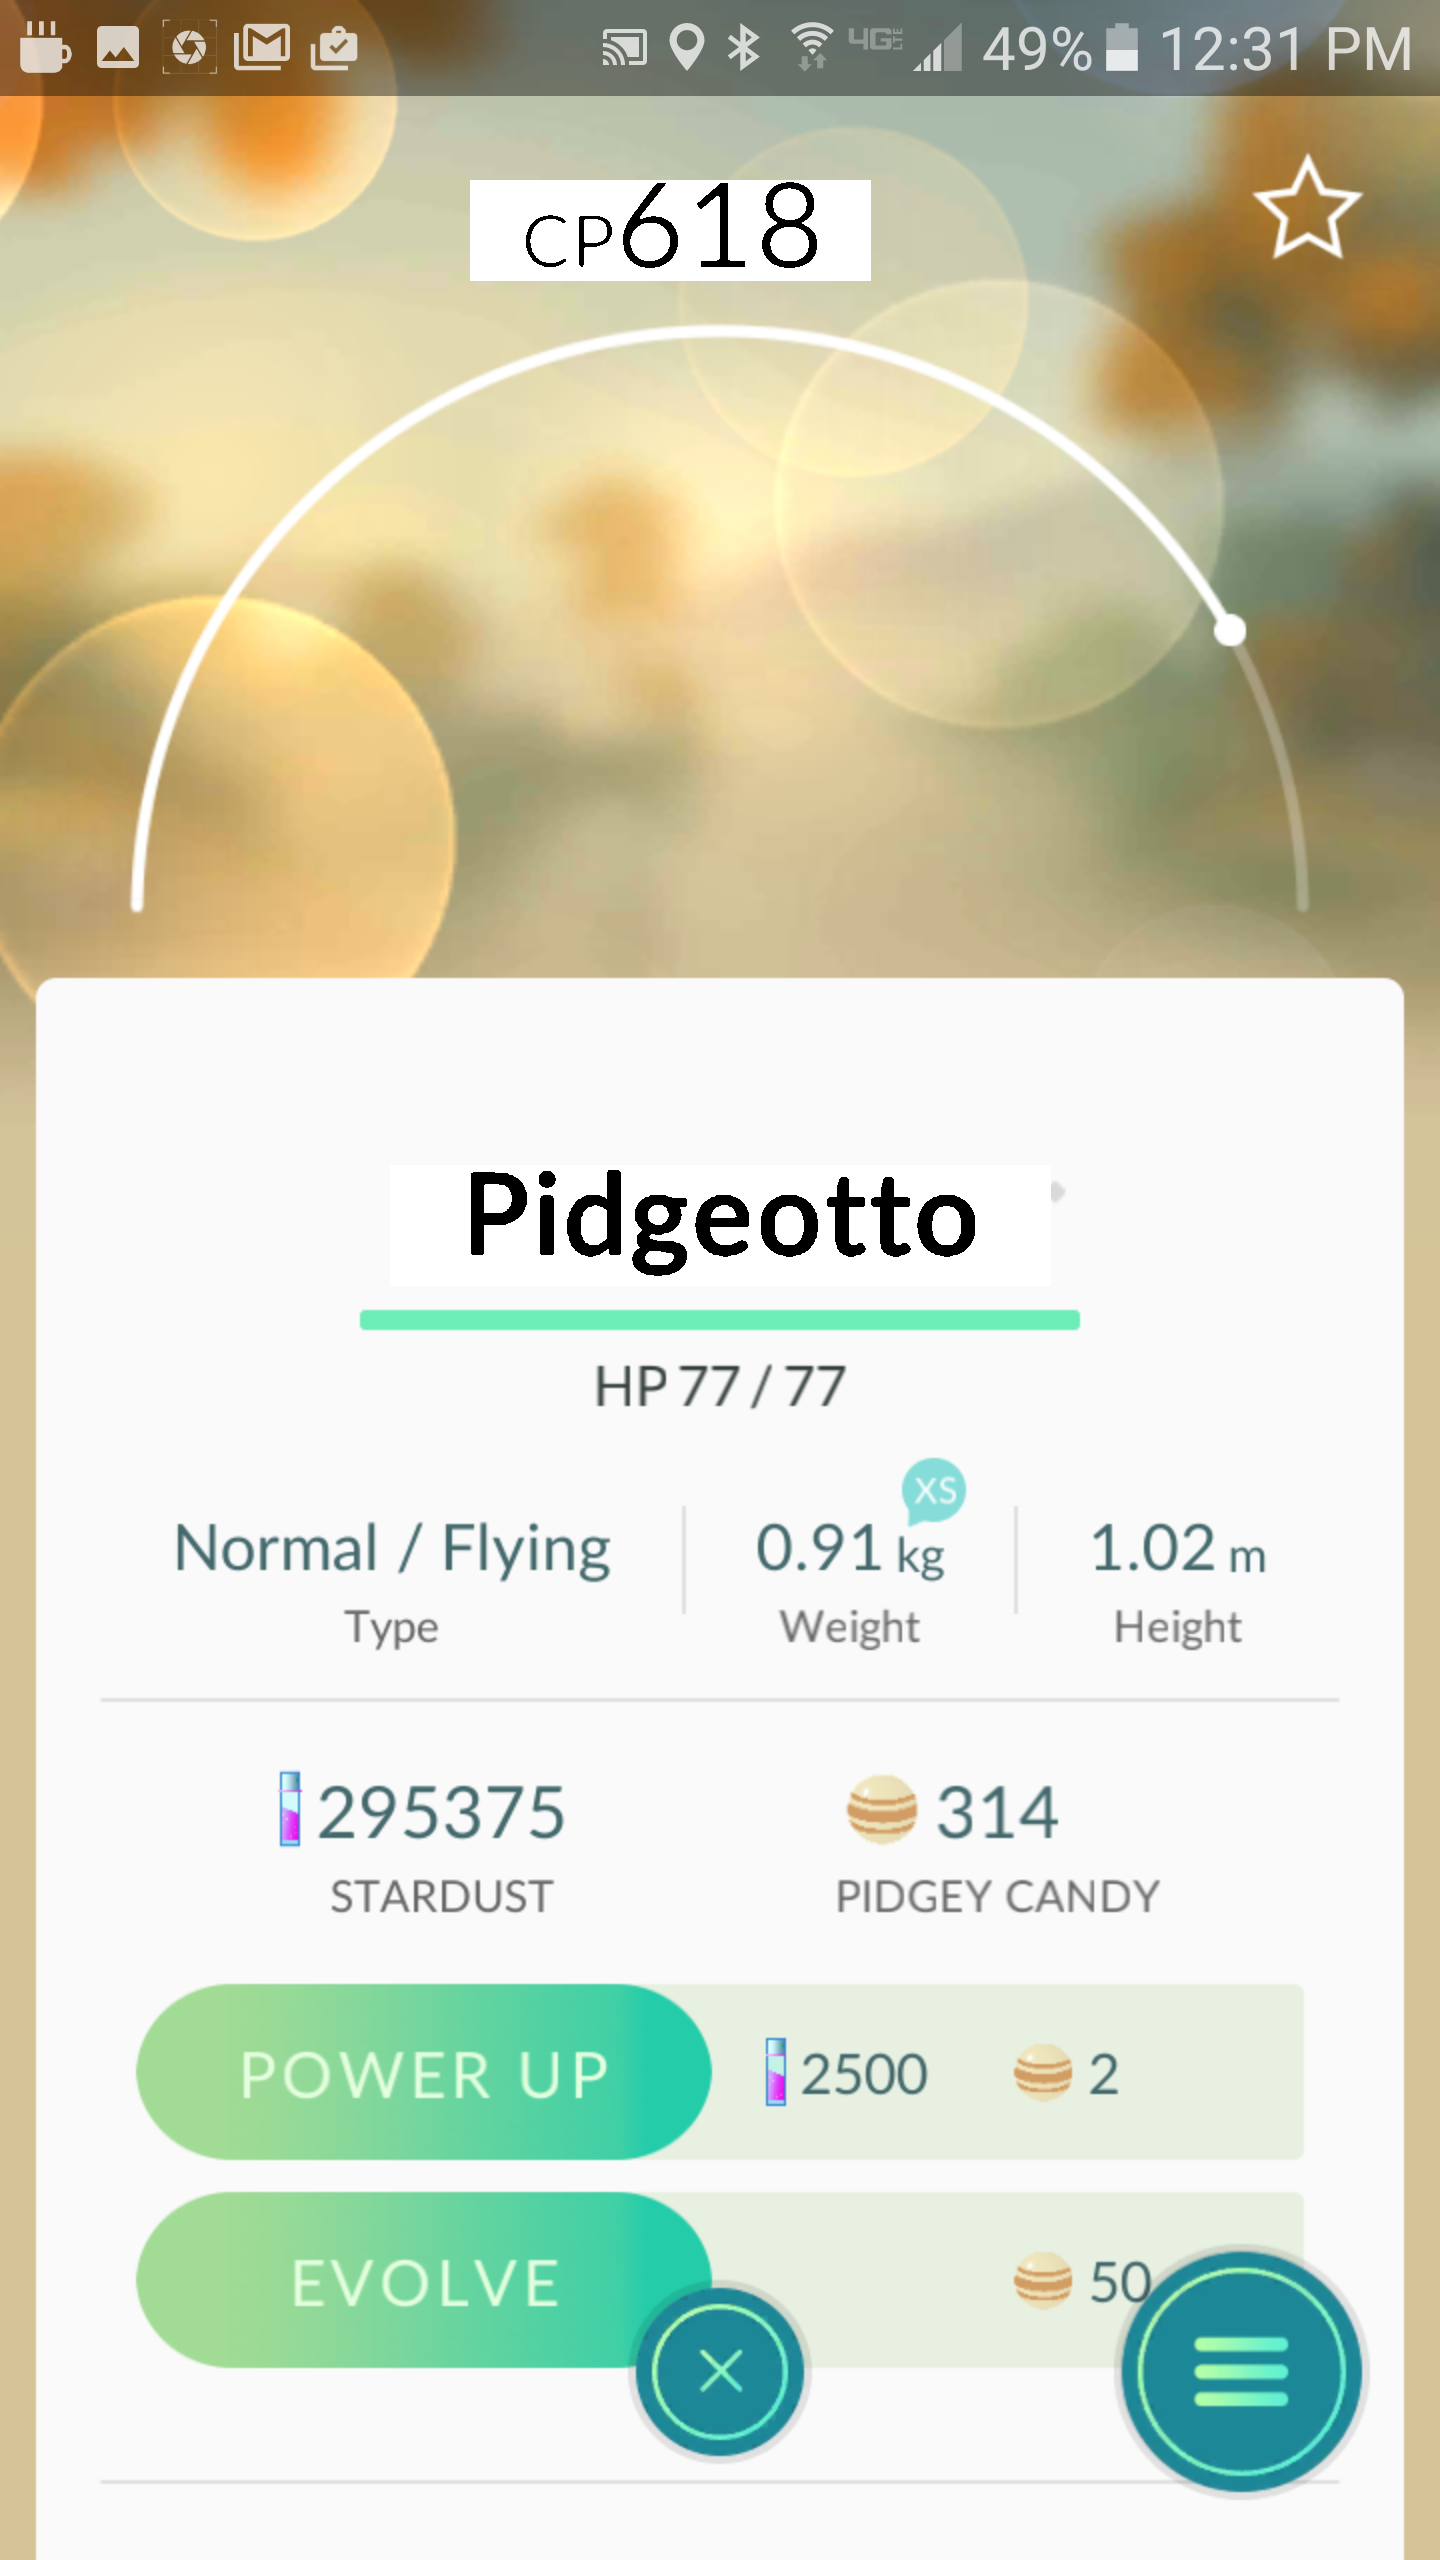 4G LTE 49% 12:31 PM
CP618
Pidgeotto
HP 77 / 77
XS
Normal / Flying 0.91 kg 1.02 m
Type Weight Height
295375 314
STARDUST PIDGEY CANDY
POWER UP 2500 2
EVOLVE 50